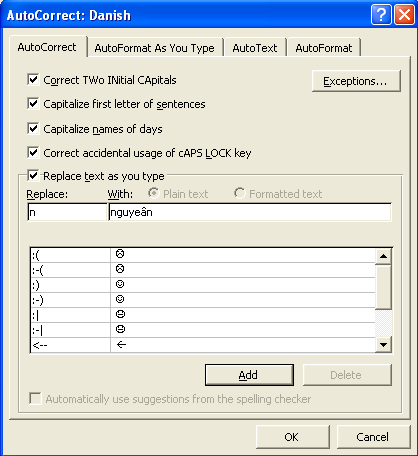 AutoCorrect: Danish
AutoCorrect AutoFormat As You Type AutoText AutoFormat
Correct TWo INitial CApitals Exceptions...
Capitalize first letter of sentences
Capitalize names of days
Correct accidental usage of cAPS LOCK key
Replace text as you type
Replace: With: Plain text Formatted text
n nguyeân
:( ☹
:-( ☹
:) ☺
:-) ☺
:| 😐
:-| 😐
<-- ←
Add Delete
Automatically use suggestions from the spelling checker
OK Cancel